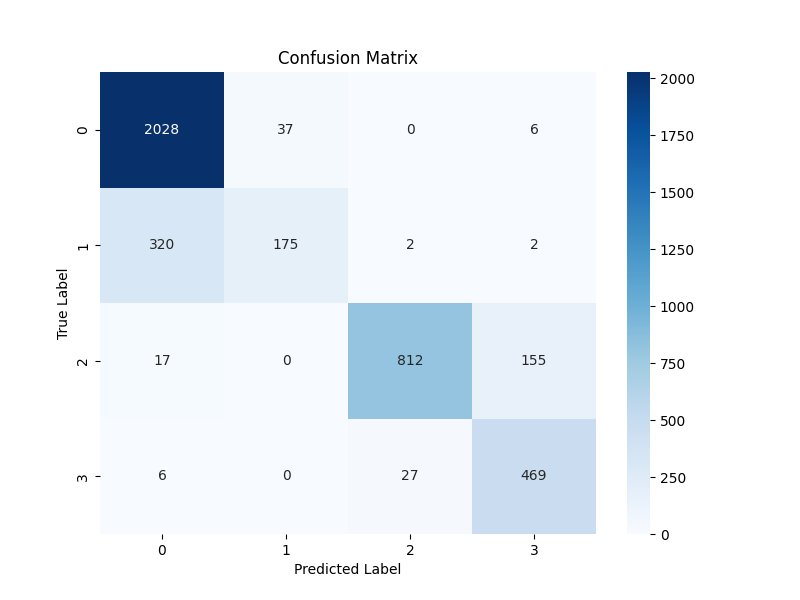 Confusion Matrix
True Label
0 2028 37 0 6
1 320 175 2 2
2 17 0 812 155
3 6 0 27 469
0 1 2 3
Predicted Label
2000
1750
1500
1250
1000
750
500
250
0